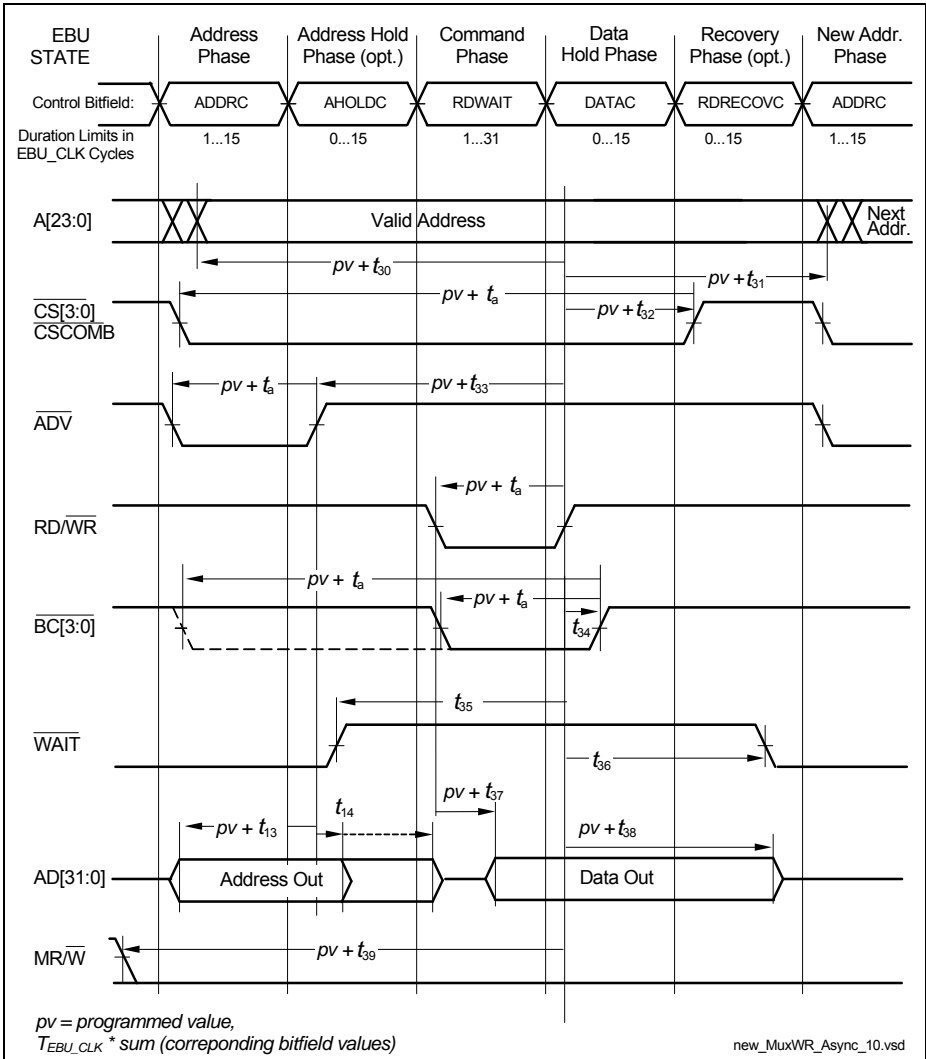 EBU STATE
Address Phase
Address Hold Phase (opt.)
Command Phase
Data Hold Phase
Recovery Phase (opt.)
New Addr. Phase
Control Bitfield:
ADDRC
AHOLDC
RDWAIT
DATAC
RDRECOVC
ADDRC
Duration Limits in EBU_CLK Cycles
1...15
0...15
1...31
0...15
0...15
1...15
A[23:0]
Valid Address
Next Addr.
pv + t30
pv + t31
pv + ta
CS[3:0]
CSCOMB
pv + t32
pv + ta
pv + t33
ADV
pv + ta
RD/WR
pv + ta
pv + ta
BC[3:0]
t34
t35
WAIT
t36
pv + t37
t14
pv + t13
pv + t38
AD[31:0]
Address Out
Data Out
MR/W
pv + t39
pv = programmed value,
TEBU_CLK * sum (correponding bitfield values)
new_MuxWR_Async_10.vsd